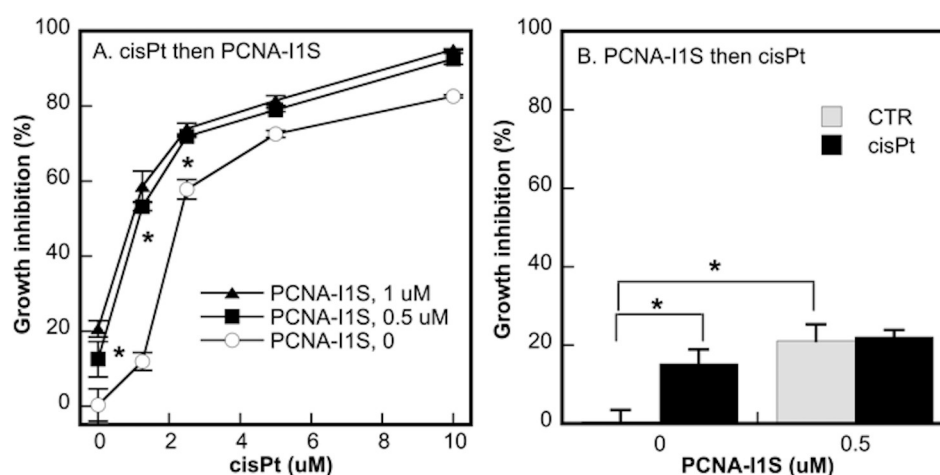 A. cisPt then PCNA-I1S
Growth inhibition (%)
100
80
60
40
20
0
*
*
*
PCNA-I1S, 1 uM
PCNA-I1S, 0.5 uM
PCNA-I1S, 0
0 2 4 6 8 10
cisPt (uM)
B. PCNA-I1S then cisPt
Growth inhibition (%)
100
80
60
40
20
0
CTR
cisPt
*
*
0 0.5
PCNA-I1S (uM)